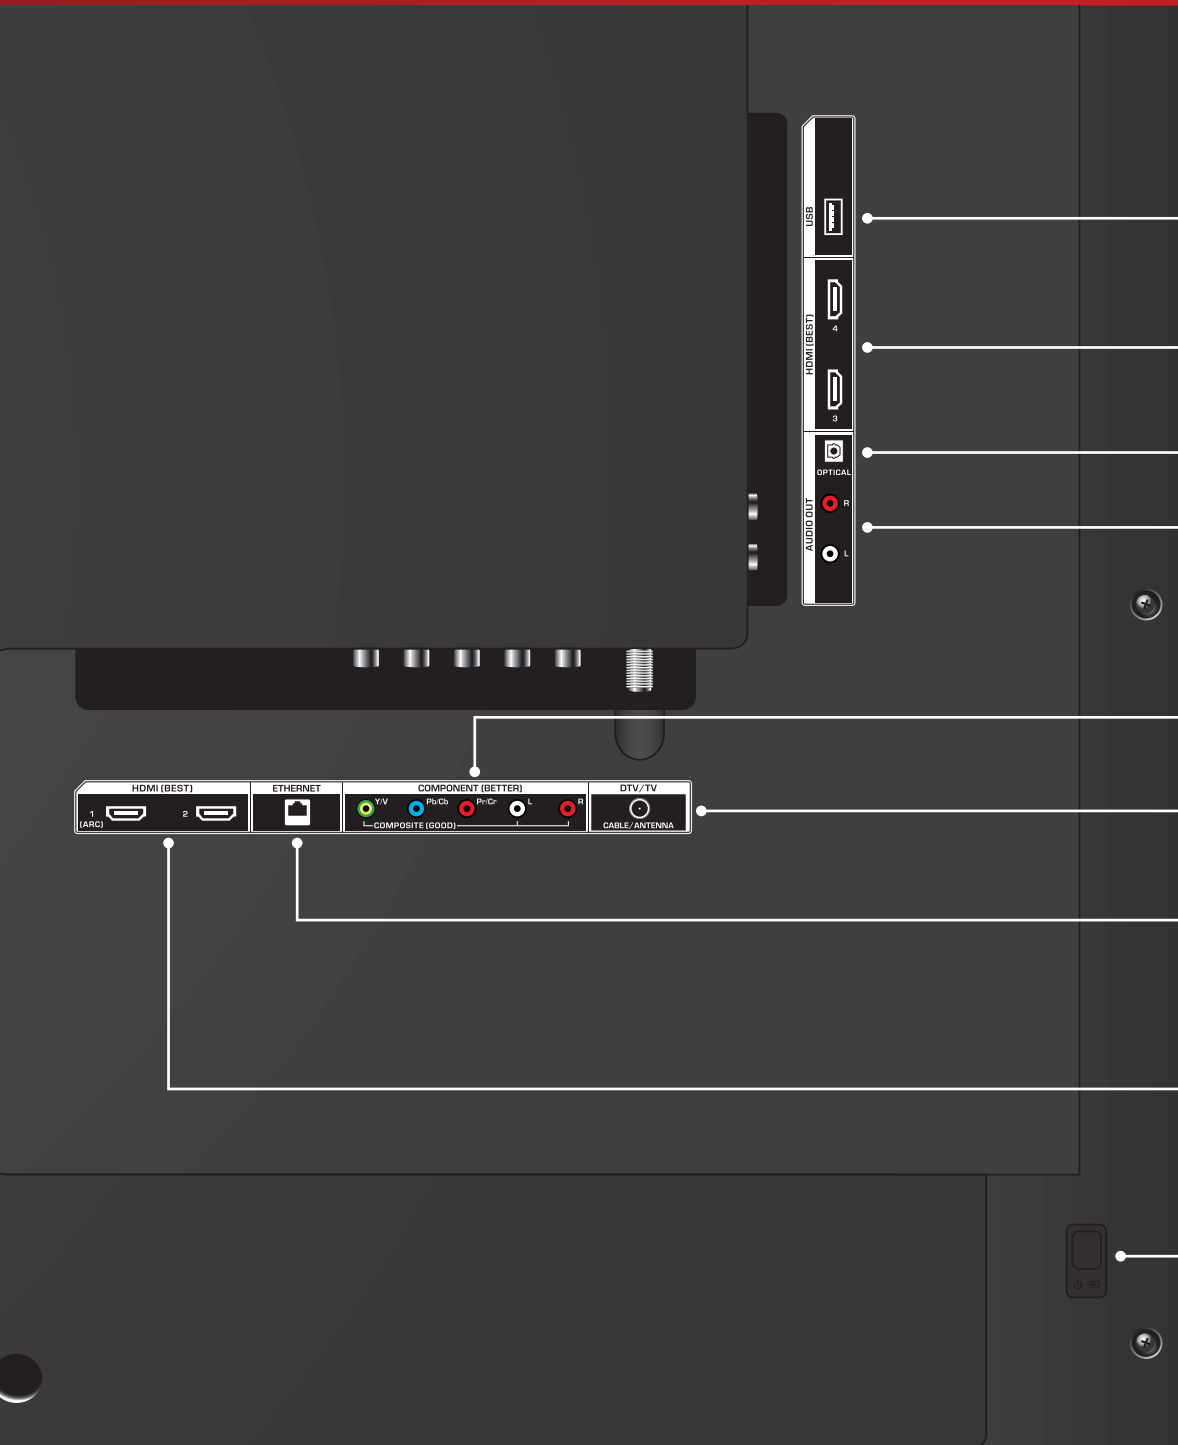 USB
HDMI (BEST)
4
3
AUDIO OUT
OPTICAL
R
L
HDMI (BEST)
1
(ARC)
2
ETHERNET
COMPONENT (BETTER)
Y/V Pb/Cb Pr/Cr L R
COMPOSITE (GOOD)
DTV/TV
CABLE/ANTENNA